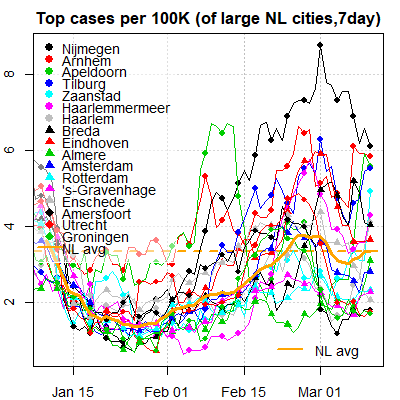 Top cases per 100K (of large NL cities,7day)
8
6
4
2
Nijmegen
Arnhem
Apeldoorn
Tilburg
Zaanstad
Haarlemmermeer
Haarlem
Breda
Eindhoven
Almere
Amsterdam
Rotterdam
's-Gravenhage
Enschede
Amersfoort
Utrecht
Groningen
NL avg
NL avg
Jan 15
Feb 01
Feb 15
Mar 01